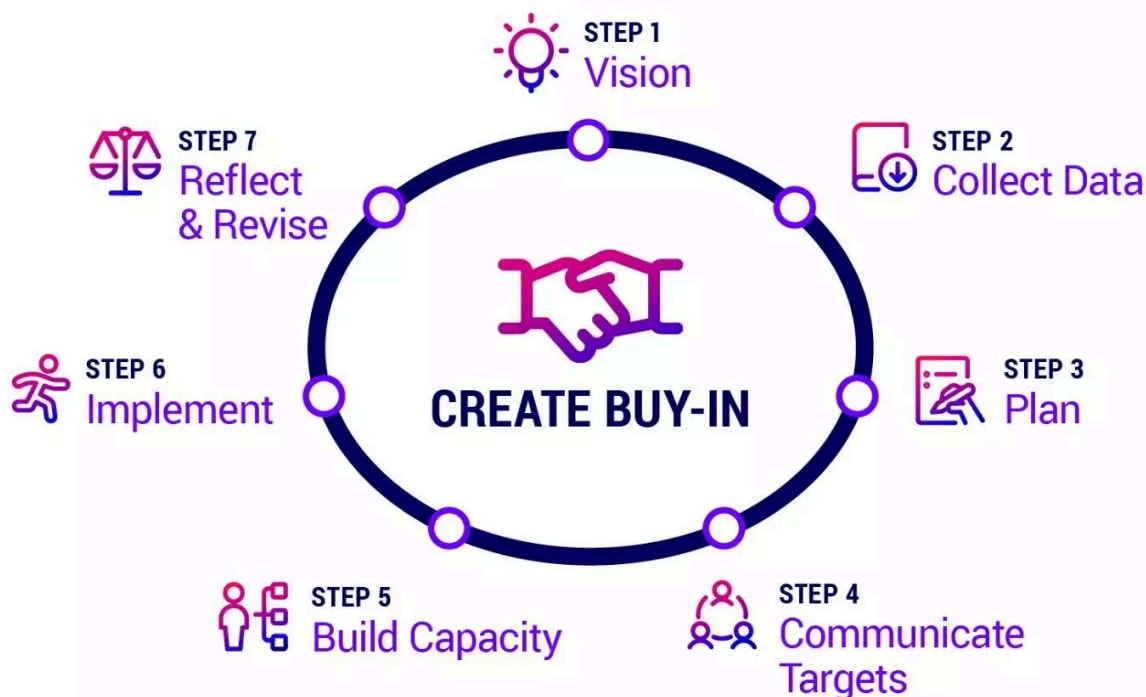 STEP 1
Vision
STEP 2
Collect Data
STEP 3
Plan
STEP 4
Communicate
Targets
STEP 5
Build Capacity
STEP 6
Implement
STEP 7
Reflect
& Revise
CREATE BUY-IN